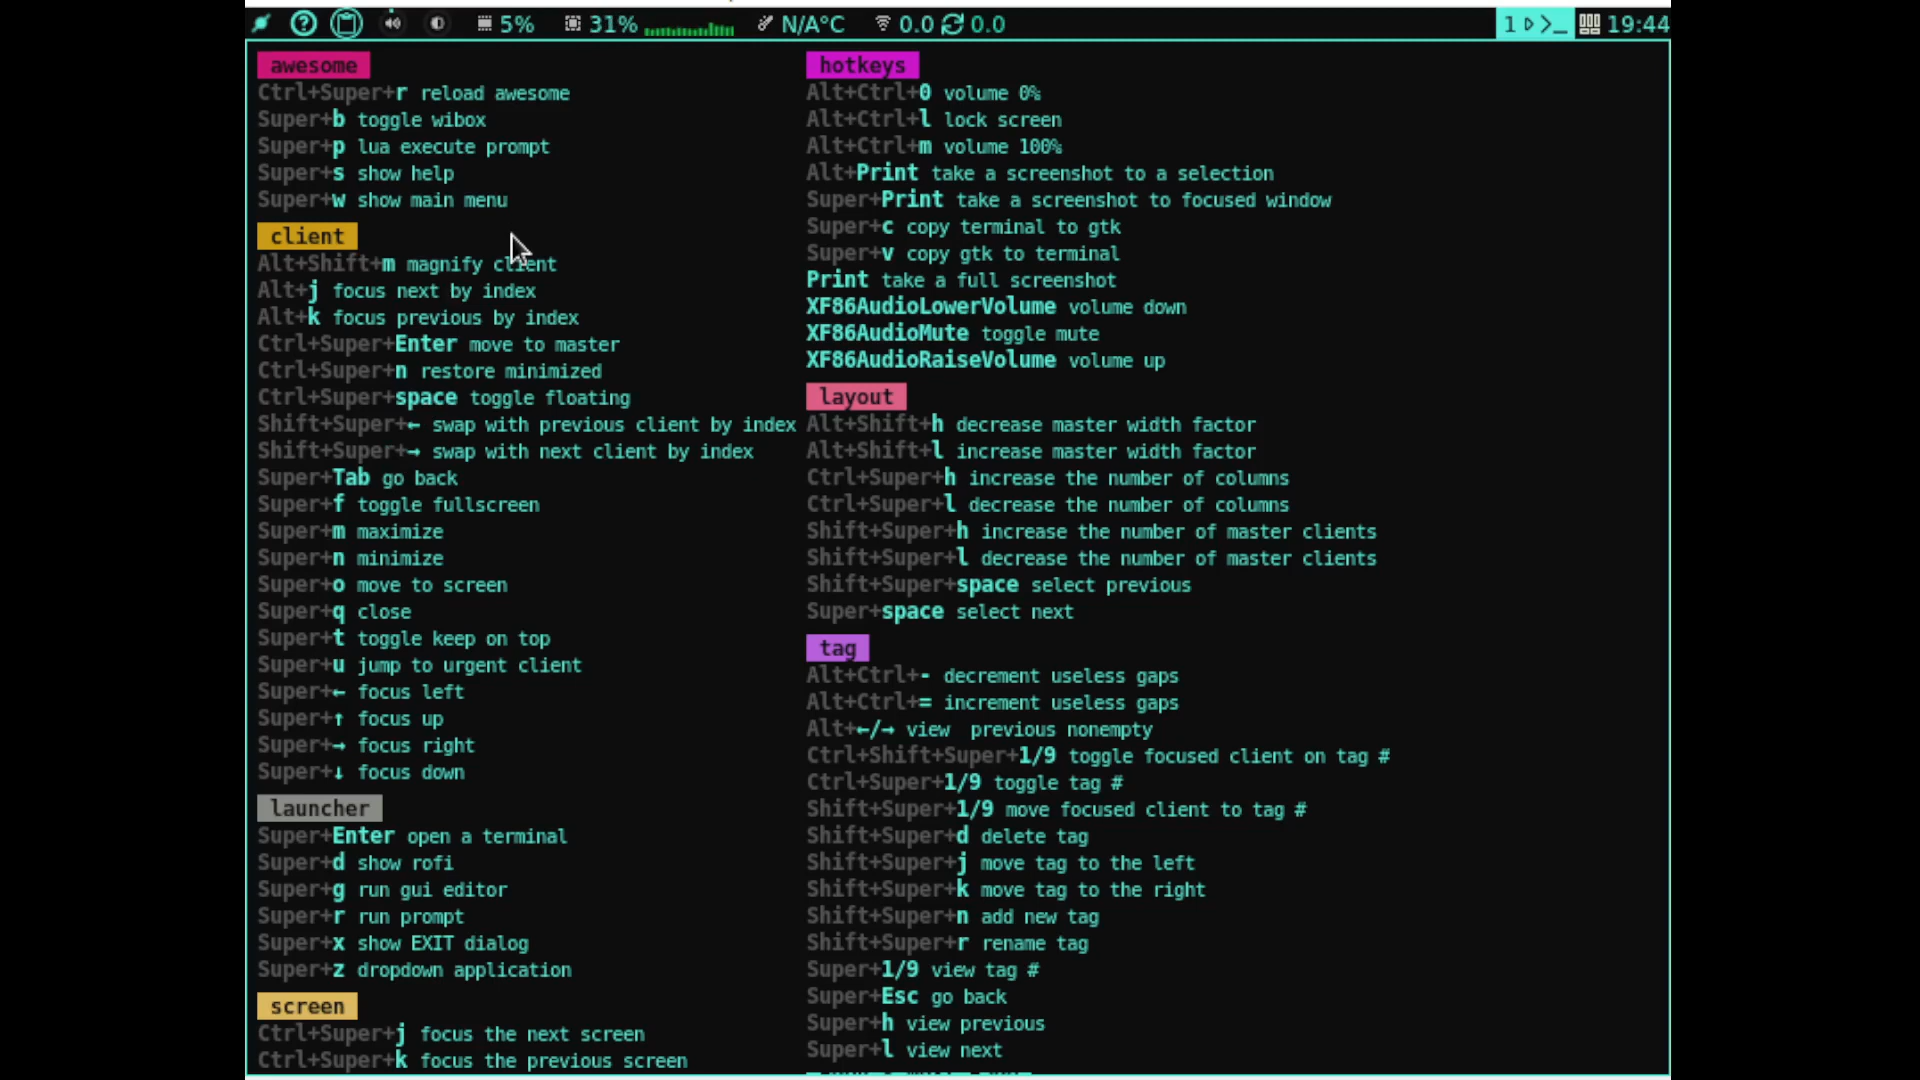 5% 31% N/A°C 0.0 0.0 1 >_ 19:44
awesome
Ctrl+Super+r reload awesome
Super+b toggle wibox
Super+p lua execute prompt
Super+s show help
Super+w show main menu
client
Alt+Shift+m magnify client
Alt+j focus next by index
Alt+k focus previous by index
Ctrl+Super+Enter move to master
Ctrl+Super+n restore minimized
Ctrl+Super+space toggle floating
Shift+Super+← swap with previous client by index
Shift+Super+→ swap with next client by index
Super+Tab go back
Super+f toggle fullscreen
Super+m maximize
Super+n minimize
Super+o move to screen
Super+q close
Super+t toggle keep on top
Super+u jump to urgent client
Super+← focus left
Super+↑ focus up
Super+→ focus right
Super+↓ focus down
launcher
Super+Enter open a terminal
Super+d show rofi
Super+g run gui editor
Super+r run prompt
Super+x show EXIT dialog
Super+z dropdown application
screen
Ctrl+Super+j focus the next screen
Ctrl+Super+k focus the previous screen
hotkeys
Alt+Ctrl+0 volume 0%
Alt+Ctrl+l lock screen
Alt+Ctrl+m volume 100%
Alt+Print take a screenshot to a selection
Super+Print take a screenshot to focused window
Super+c copy terminal to gtk
Super+v copy gtk to terminal
Print take a full screenshot
XF86AudioLowerVolume volume down
XF86AudioMute toggle mute
XF86AudioRaiseVolume volume up
layout
Alt+Shift+h decrease master width factor
Alt+Shift+l increase master width factor
Ctrl+Super+h increase the number of columns
Ctrl+Super+l decrease the number of columns
Shift+Super+h increase the number of master clients
Shift+Super+l decrease the number of master clients
Shift+Super+space select previous
Super+space select next
tag
Alt+Ctrl+- decrement useless gaps
Alt+Ctrl+= increment useless gaps
Alt+←/→ view  previous nonempty
Ctrl+Shift+Super+1/9 toggle focused client on tag #
Ctrl+Super+1/9 toggle tag #
Shift+Super+1/9 move focused client to tag #
Shift+Super+d delete tag
Shift+Super+j move tag to the left
Shift+Super+k move tag to the right
Shift+Super+n add new tag
Shift+Super+r rename tag
Super+1/9 view tag #
Super+Esc go back
Super+h view previous
Super+l view next